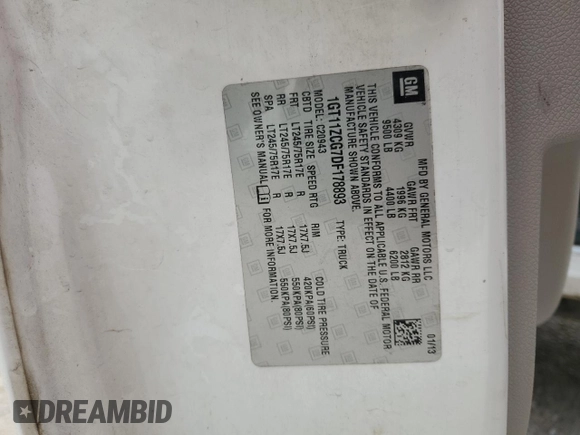 GM
MFD BY GENERAL MOTORS LLC
01/13
GVWR GAWR FRT GAWR RR
4309 KG 1996 KG 2812 KG
9500 LB 4400 LB 6200 LB
THIS VEHICLE CONFORMS TO ALL APPLICABLE U.S. FEDERAL MOTOR
VEHICLE SAFETY STANDARDS IN EFFECT ON THE DATE OF
MANUFACTURE SHOWN ABOVE.
1GT11ZCG7DF178893 TYPE: TRUCK
MODEL: C20943
CBTD TIRE SIZE SPEED RTG RIM COLD TIRE PRESSURE
FRT LT245/75R17E R 17X7.5J 420KPA(60PSI)
RR LT245/75R17E R 17X7.5J 550KPA(80PSI)
SPA LT245/75R17E R 17X7.5J 550KPA(80PSI)
SEE OWNER'S MANUAL FOR MORE INFORMATION.
DREAMBID